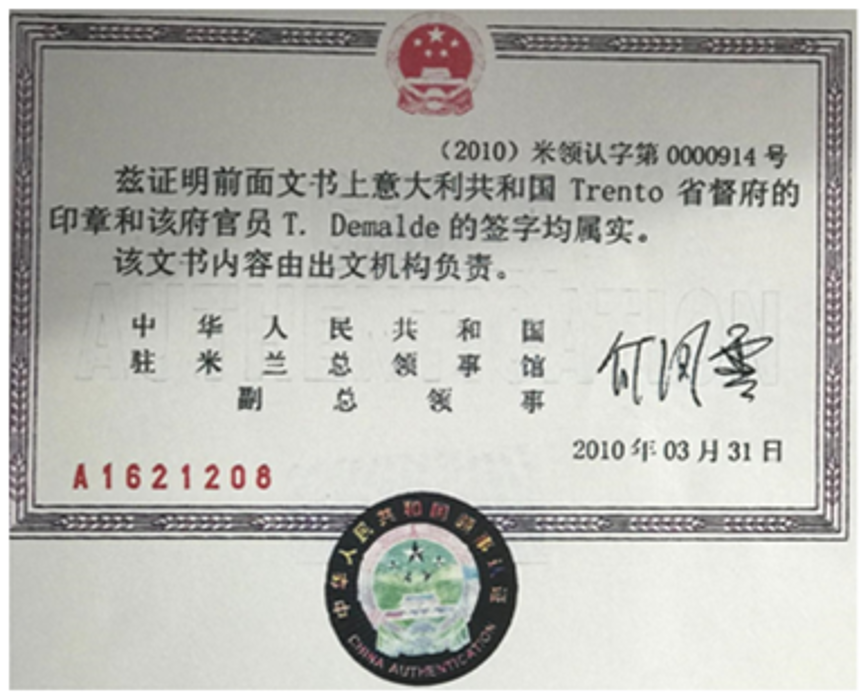 （2010）米领认字第 0000914 号
兹证明前面文书上意大利共和国 Trento 省督府的
印章和该府官员 T. Demalde 的签字均属实。
该文书内容由出文机构负责。
中华人民共和国
驻米兰总领事馆
副总领事
2010 年 03 月 31 日
A1621208
中华人民共和国领事认证
CHINA AUTHENTICATION